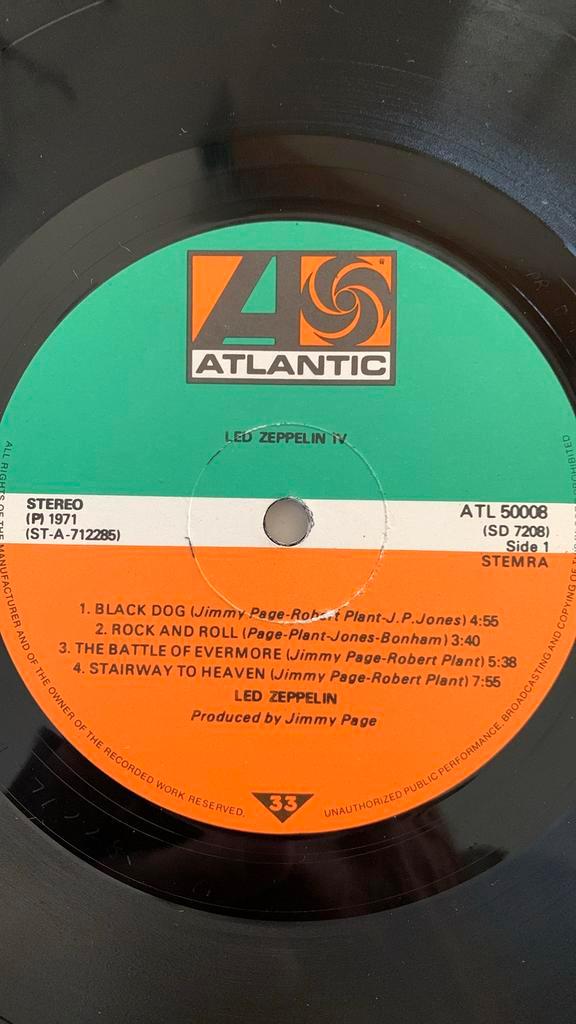 ATLANTIC
LED ZEPPELIN IV
STEREO
(P) 1971
(ST-A-712285)
ATL 50008
(SD 7208)
Side 1
STEMRA
1. BLACK DOG (Jimmy Page-Robert Plant-J.P.Jones) 4:55
2. ROCK AND ROLL (Page-Plant-Jones-Bonham) 3:40
3. THE BATTLE OF EVERMORE (Jimmy Page-Robert Plant) 5:38
4. STAIRWAY TO HEAVEN (Jimmy Page-Robert Plant) 7:55
LED ZEPPELIN
Produced by Jimmy Page
33
ALL RIGHTS OF THE MANUFACTURER AND OF THE OWNER OF THE RECORDED WORK RESERVED.
UNAUTHORIZED PUBLIC PERFORMANCE, BROADCASTING AND COPYING OF PROHIBITED